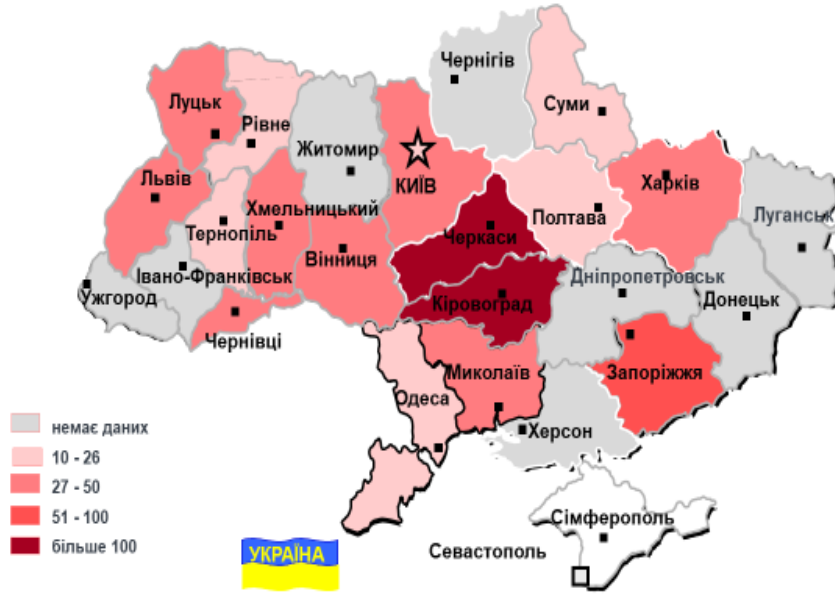 Чернігів
Суми
Луцьк
Рівне
Житомир
КИЇВ
Львів
Харків
Хмельницький
Тернопіль
Полтава
Луганськ
Черкаси
Вінниця
Івано-Франківськ
Ужгород
Дніпропетровськ
Кіровоград
Донецьк
Чернівці
Миколаїв
Запоріжжя
Одеса
Херсон
немає даних
10 - 26
27 - 50
51 - 100
більше 100
Сімферополь
Севастополь
УКРАЇНА